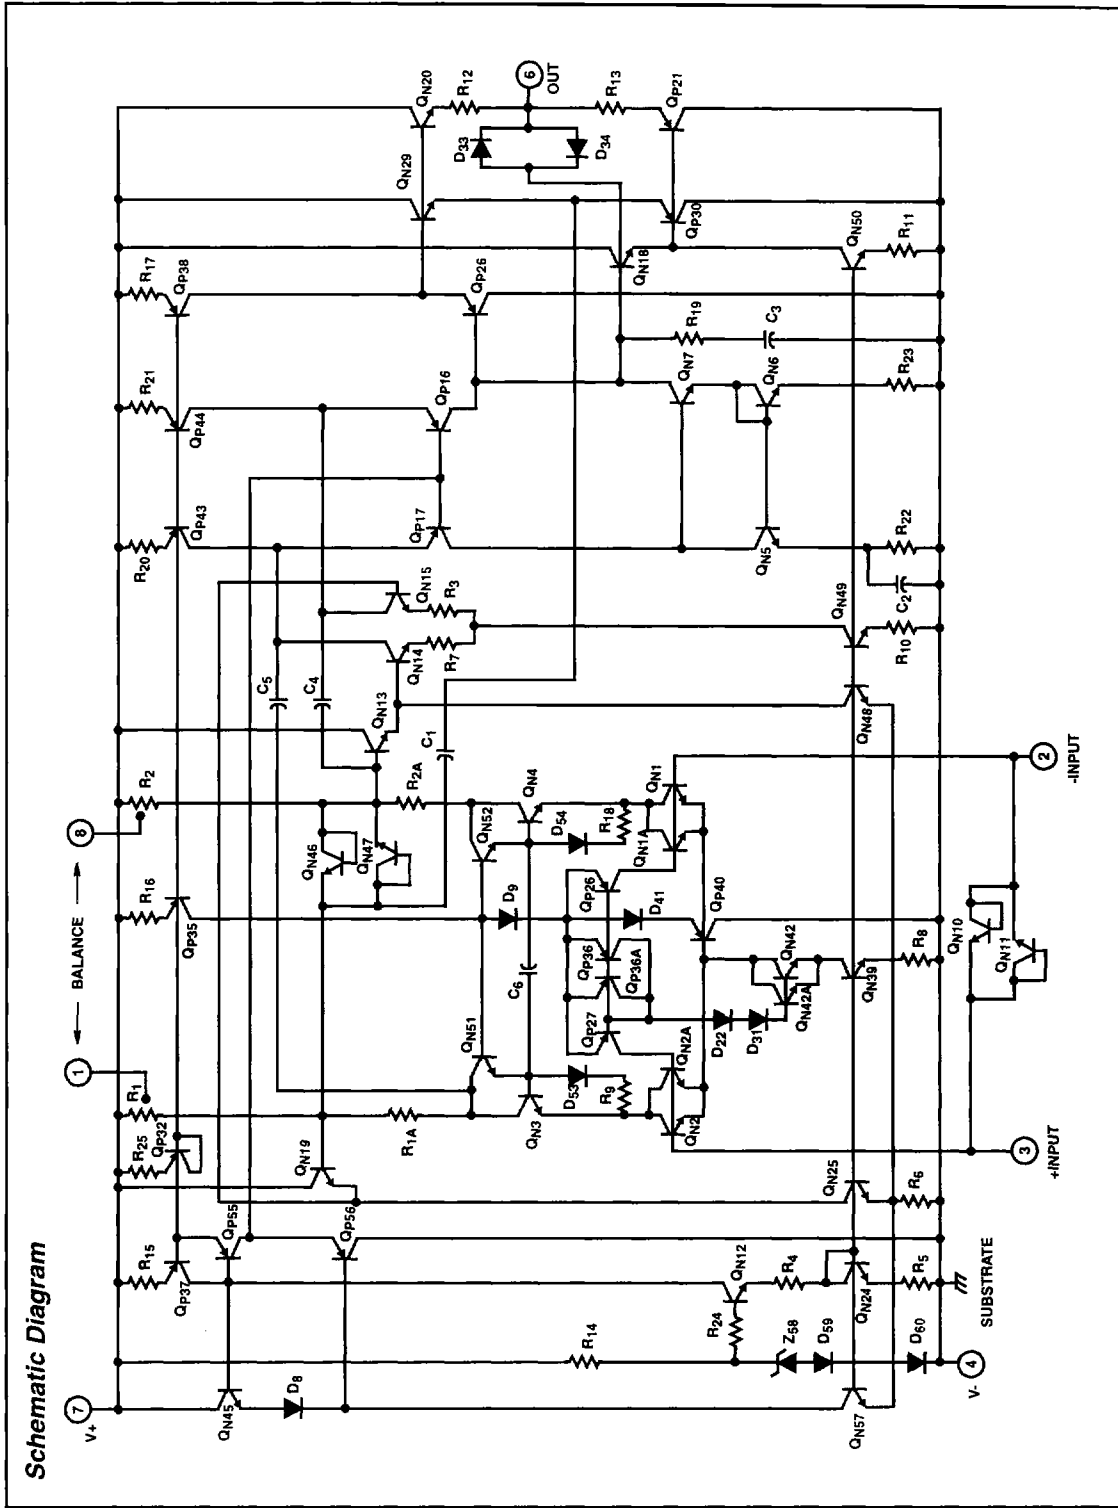 Schematic Diagram
7
V+
1
← BALANCE →
8
R15
R25
R1
R16
R2
R20
R21
R17
QP37
QP32
QP35
QP43
QP44
QP38
QN45
QP55
QN19
D8
QP56
R1A
QN46
QN47
R2A
C5
C4
QN13
C1
QN14
QN15
R7
R3
QP17
QP16
QP26
QN29
QN20
R12
D33
D34
6
OUT
R13
QP21
QP30
QN18
QN51
QN52
QN3
QN4
C6
D9
D53
D54
R9
R18
QP27
QP36
QP36A
QP26
D41
QN2A
QN2
QN1A
QN1
QP40
D22
D31
QN42
QN42A
QN39
R8
R14
R24
QN12
R4
Z58
D59
D60
QN57
QN24
R5
QN25
R6
QN48
QN49
R10
C2
R22
QN5
QN7
QN6
R23
R19
C3
QN50
R11
QN10
QN11
4
V-
SUBSTRATE
3
+INPUT
2
-INPUT